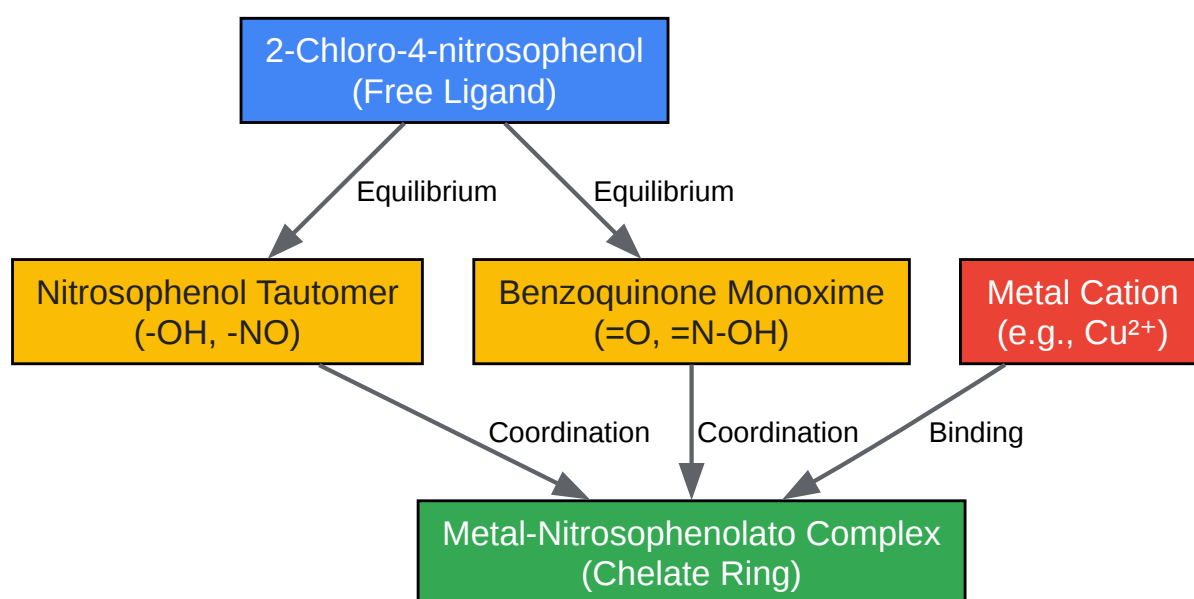 2-Chloro-4-nitrosophenol
(Free Ligand)
Equilibrium
Equilibrium
Nitrosophenol Tautomer
(-OH, -NO)
Benzoquinone Monoxime
(=O, =N-OH)
Metal Cation
(e.g., Cu²⁺)
Coordination
Coordination
Binding
Metal-Nitrosophenolato Complex
(Chelate Ring)